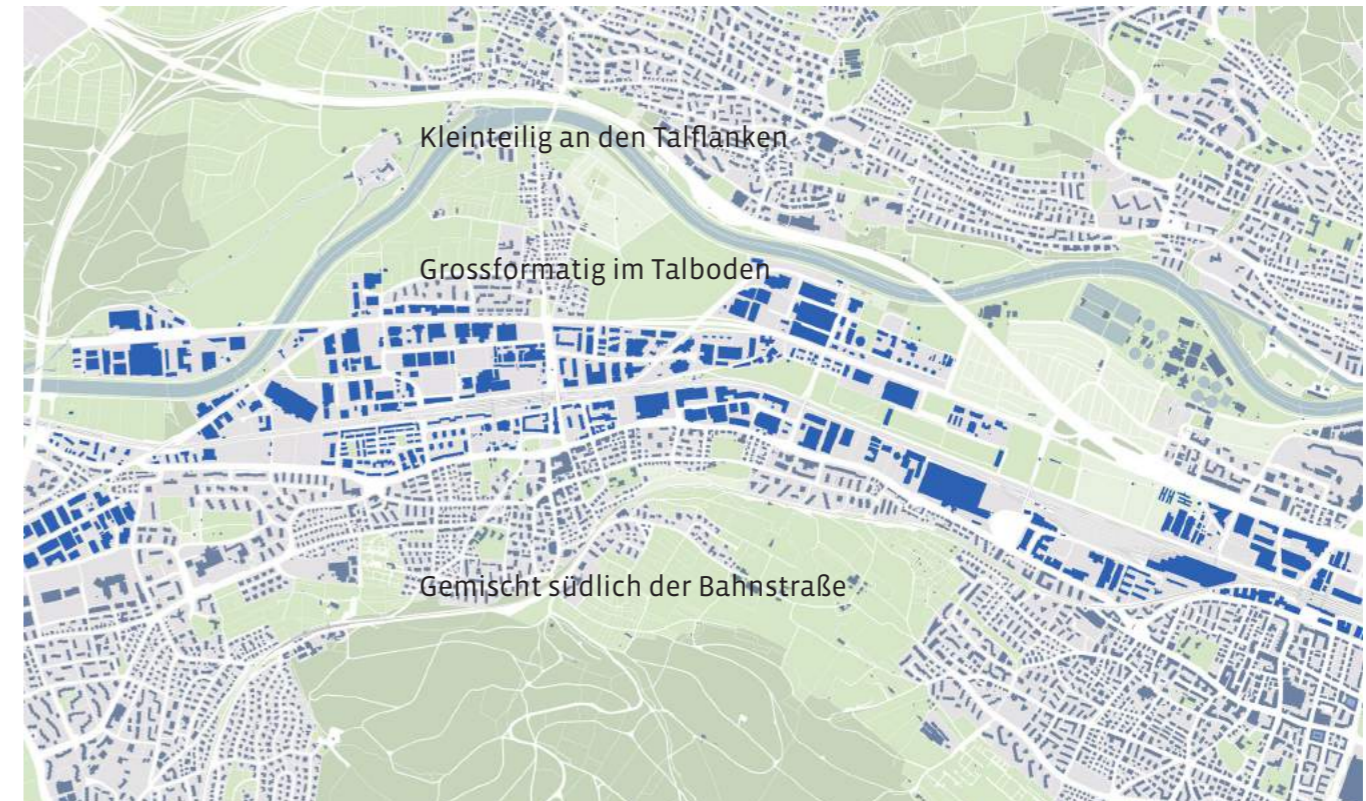 Kleinteilig an den Talflanken
Grossformatig im Talboden
Gemischt südlich der Bahnstraße